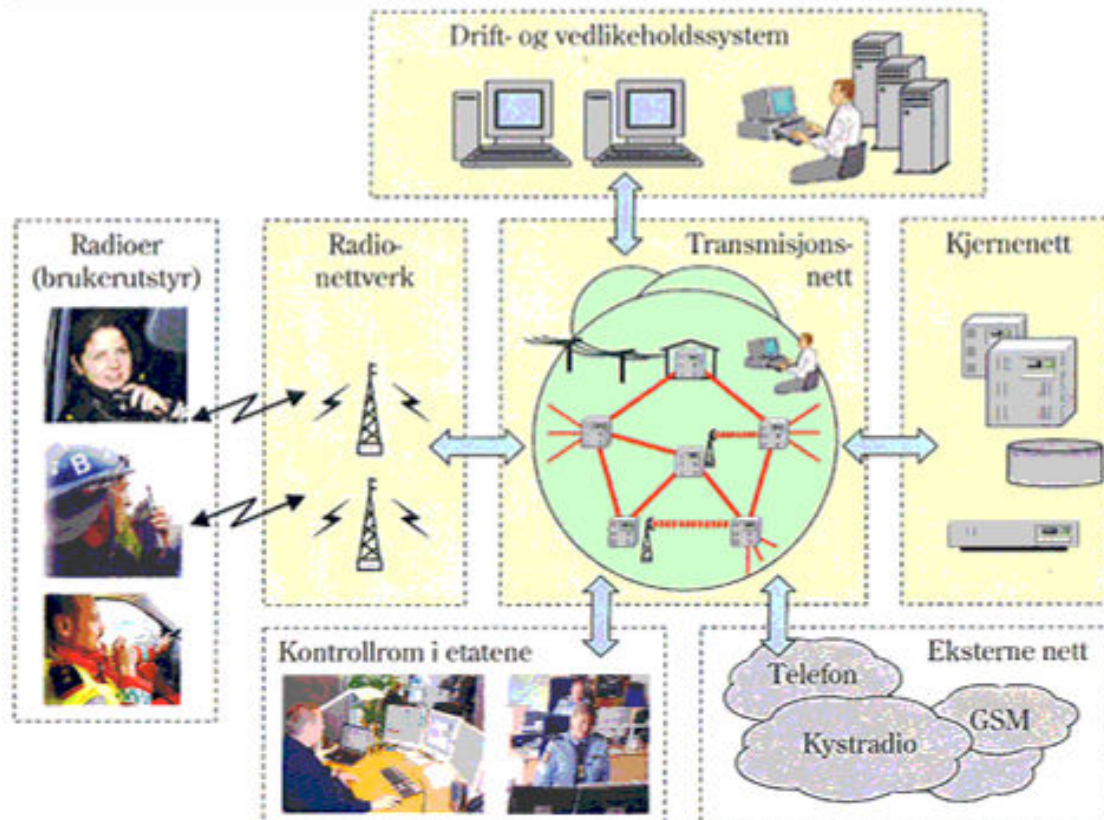 Drift- og vedlikeholdssystem
Radioer
(brukerutstyr)
Radio-
nettverk
Transmisjons-
nett
Kjernenett
B
Kontrollrom i etatene
Eksterne nett
Telefon
GSM
Kystradio